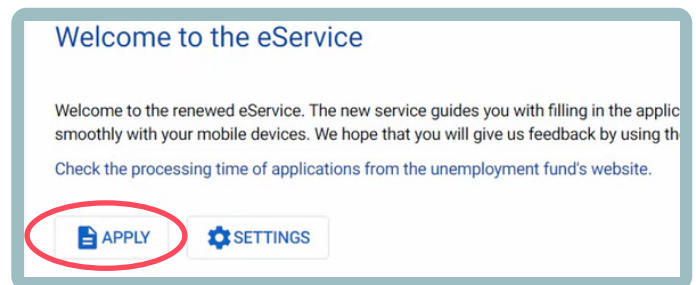 Welcome to the eService
Welcome to the renewed eService. The new service guides you with filling in the applic
smoothly with your mobile devices. We hope that you will give us feedback by using th
Check the processing time of applications from the unemployment fund's website.
APPLY SETTINGS